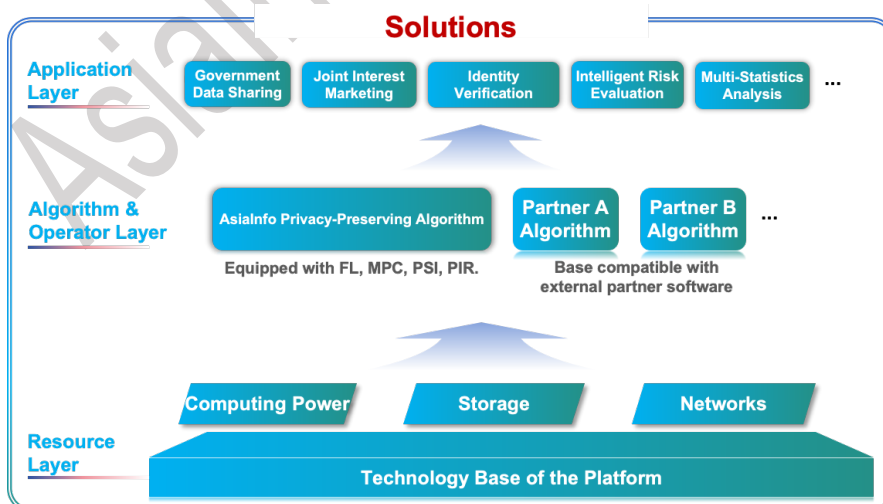 Solutions
Application
Layer
Government
Data Sharing
Joint Interest
Marketing
Identity
Verification
Intelligent Risk
Evaluation
Multi-Statistics
Analysis
...
Algorithm &
Operator Layer
AsiaInfo Privacy-Preserving Algorithm
Partner A
Algorithm
Partner B
Algorithm
...
Equipped with FL, MPC, PSI, PIR.
Base compatible with
external partner software
Computing Power
Storage
Networks
Resource
Layer
Technology Base of the Platform